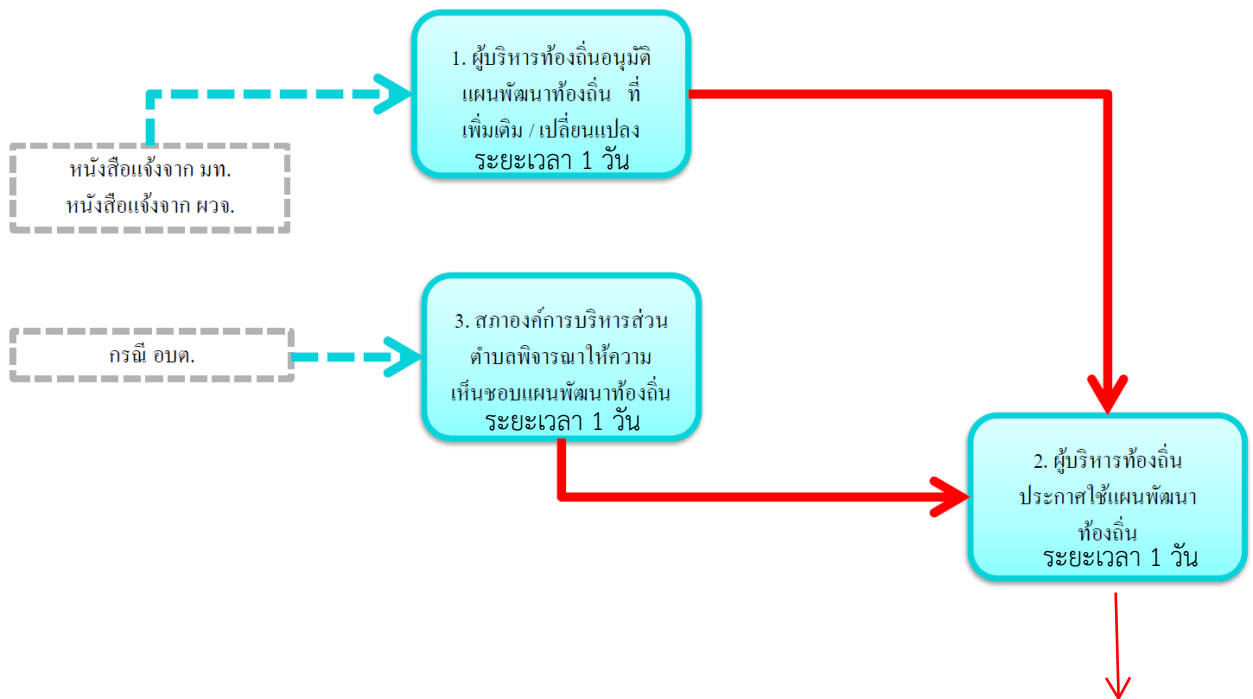 1. ผู้บริหารท้องถิ่นอนุมัติ
แผนพัฒนาท้องถิ่น ที่
เพิ่มเติม / เปลี่ยนแปลง
ระยะเวลา 1 วัน
หนังสือแจ้งจาก มท.
หนังสือแจ้งจาก ผวจ.
3. สภาองค์การบริหารส่วน
ตำบลพิจารณาให้ความ
เห็นชอบแผนพัฒนาท้องถิ่น
ระยะเวลา 1 วัน
กรณี อบต.
2. ผู้บริหารท้องถิ่น
ประกาศใช้แผนพัฒนา
ท้องถิ่น
ระยะเวลา 1 วัน